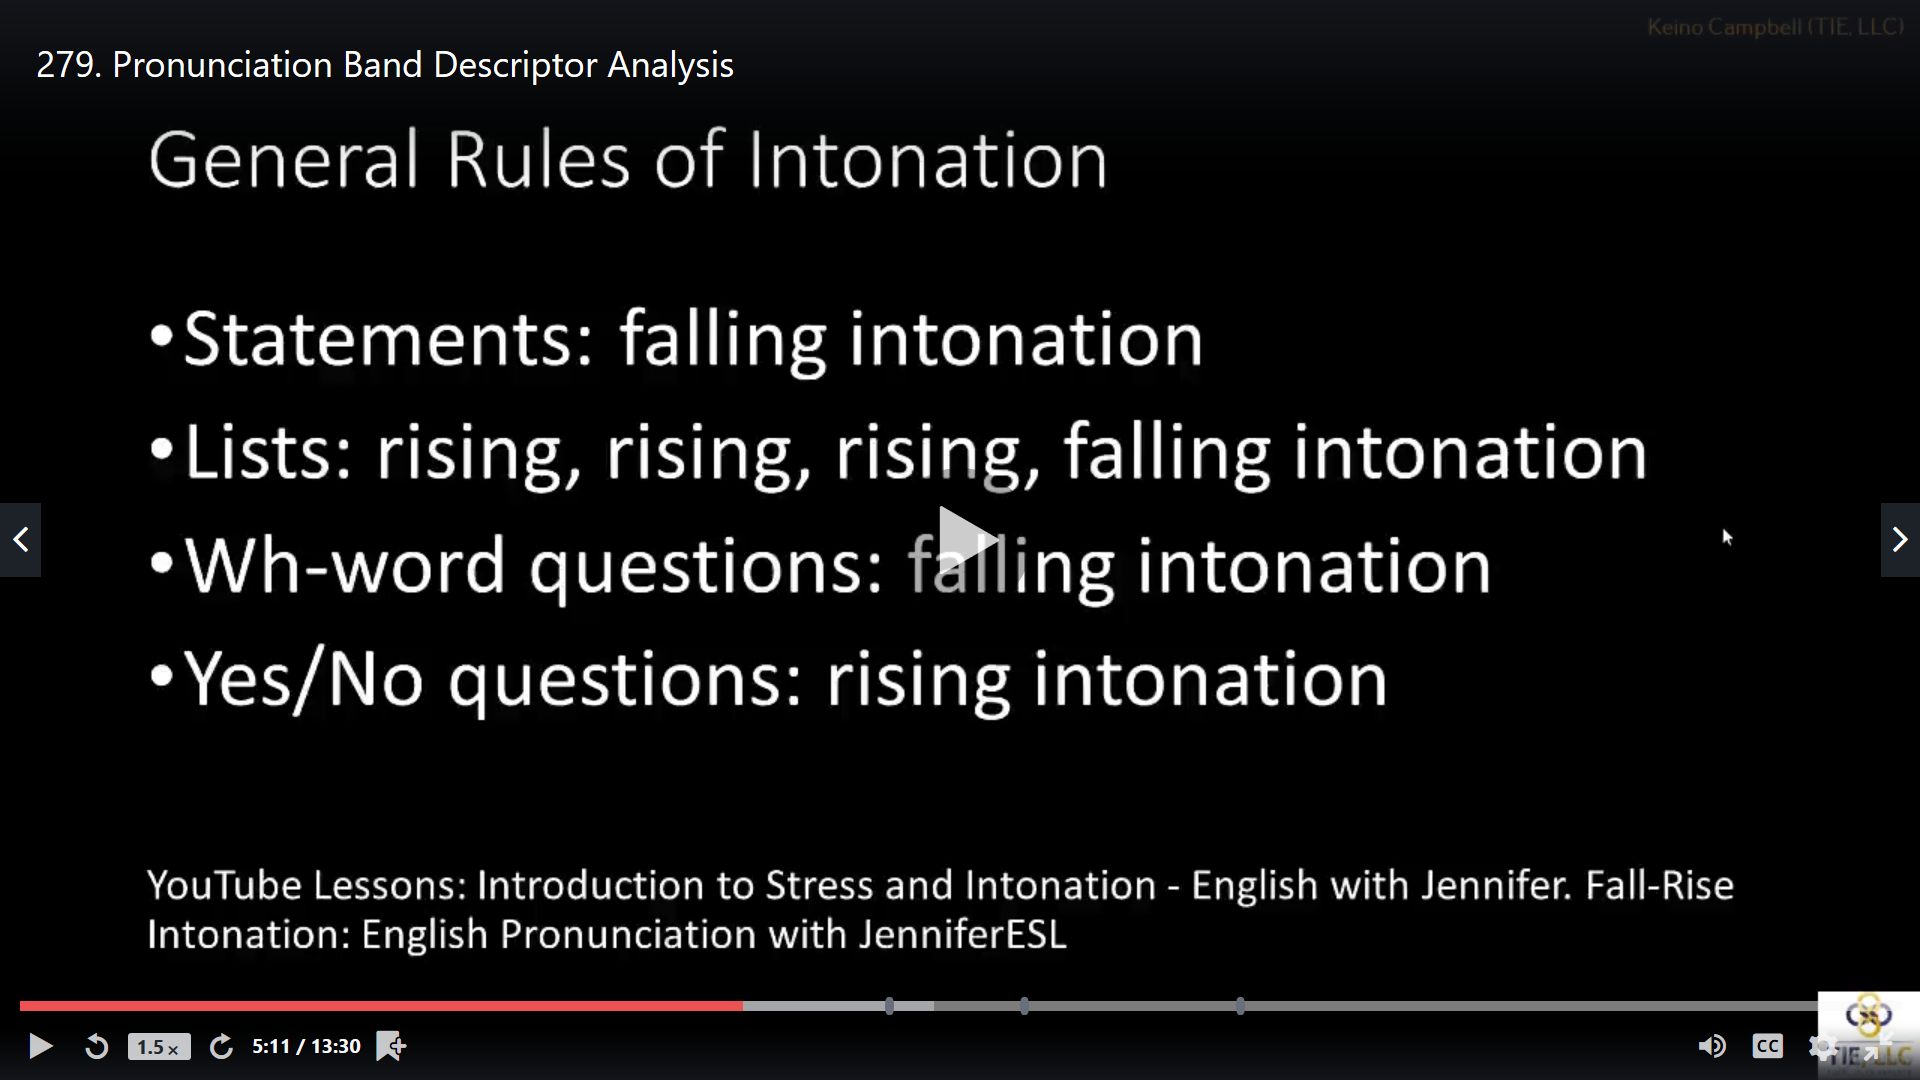 Keino Campbell (TIE, LLC)
279. Pronunciation Band Descriptor Analysis
General Rules of Intonation
•Statements: falling intonation
•Lists: rising, rising, rising, falling intonation
•Wh-word questions: falling intonation
•Yes/No questions: rising intonation
YouTube Lessons: Introduction to Stress and Intonation - English with Jennifer. Fall-Rise
Intonation: English Pronunciation with JenniferESL
1.5 x
5:11 / 13:30
CC
TIE, LLC